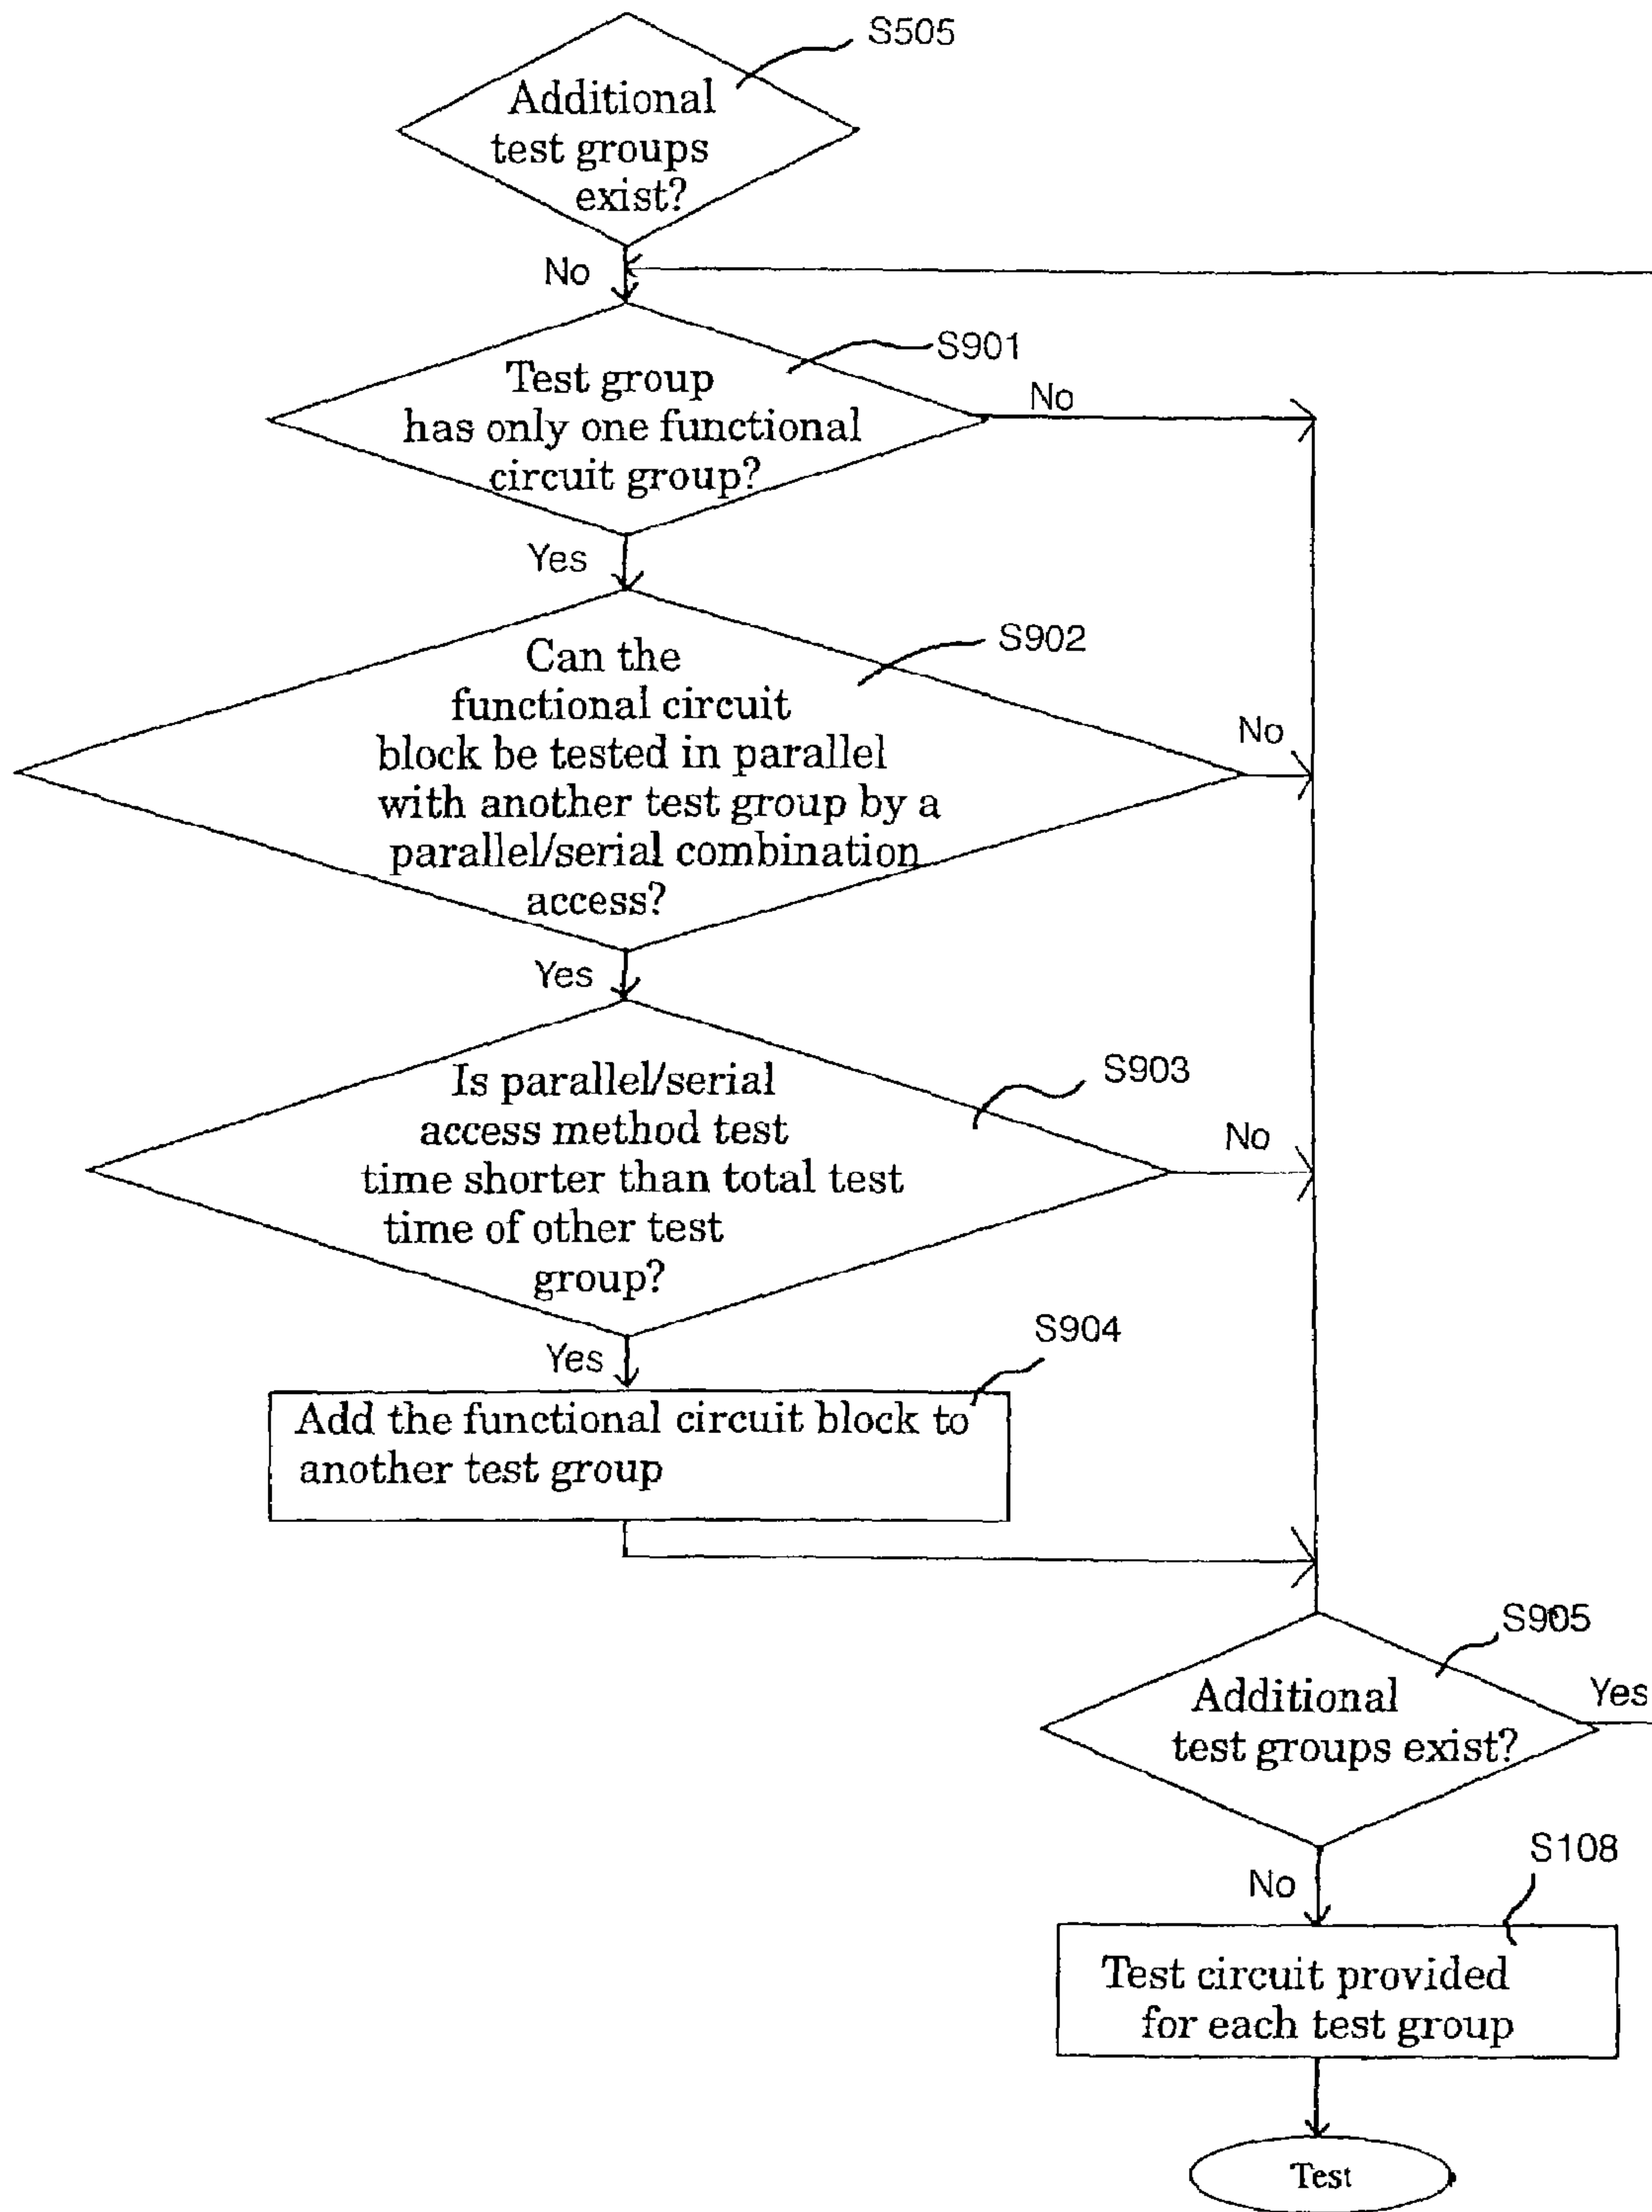 S505
Additional
test groups
exist?
No
S901
Test group
has only one functional
circuit group?
No
Yes
S902
Can the
functional circuit
block be tested in parallel
with another test group by a
parallel/serial combination
access?
No
Yes
S903
Is parallel/serial
access method test
time shorter than total test
time of other test
group?
No
Yes
S904
Add the functional circuit block to
another test group
S905
Additional
test groups exist?
Yes
No
S108
Test circuit provided
for each test group
Test